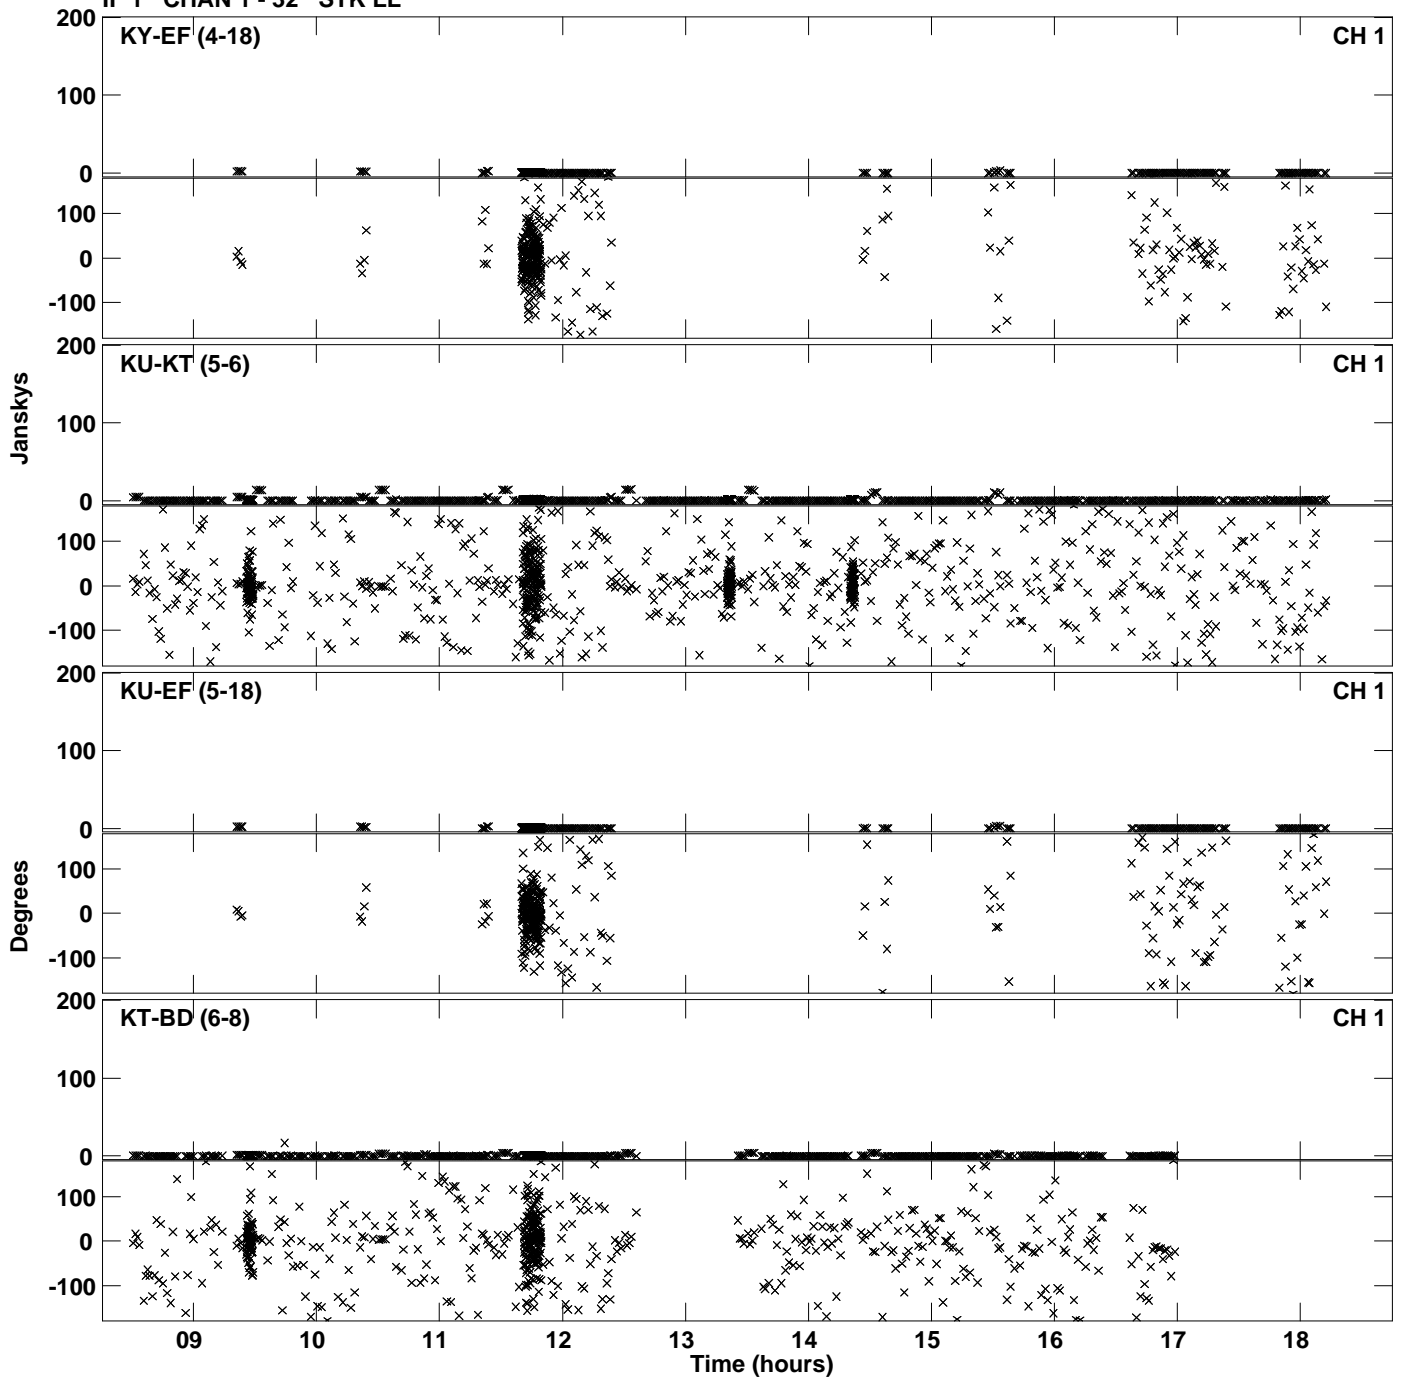 IF 1 CHAN 1 - 32 STK LL
200 KY-EF (4-18) CH 1
100
0
100
0
-100
200 KU-KT (5-6) CH 1
100
0
100
0
-100
200 KU-EF (5-18) CH 1
100
0
100
0
-100
200 KT-BD (6-8) CH 1
100
0
100
0
-100
Janskys
Degrees
09 10 11 12 13 14 15 16 17 18
Time (hours)